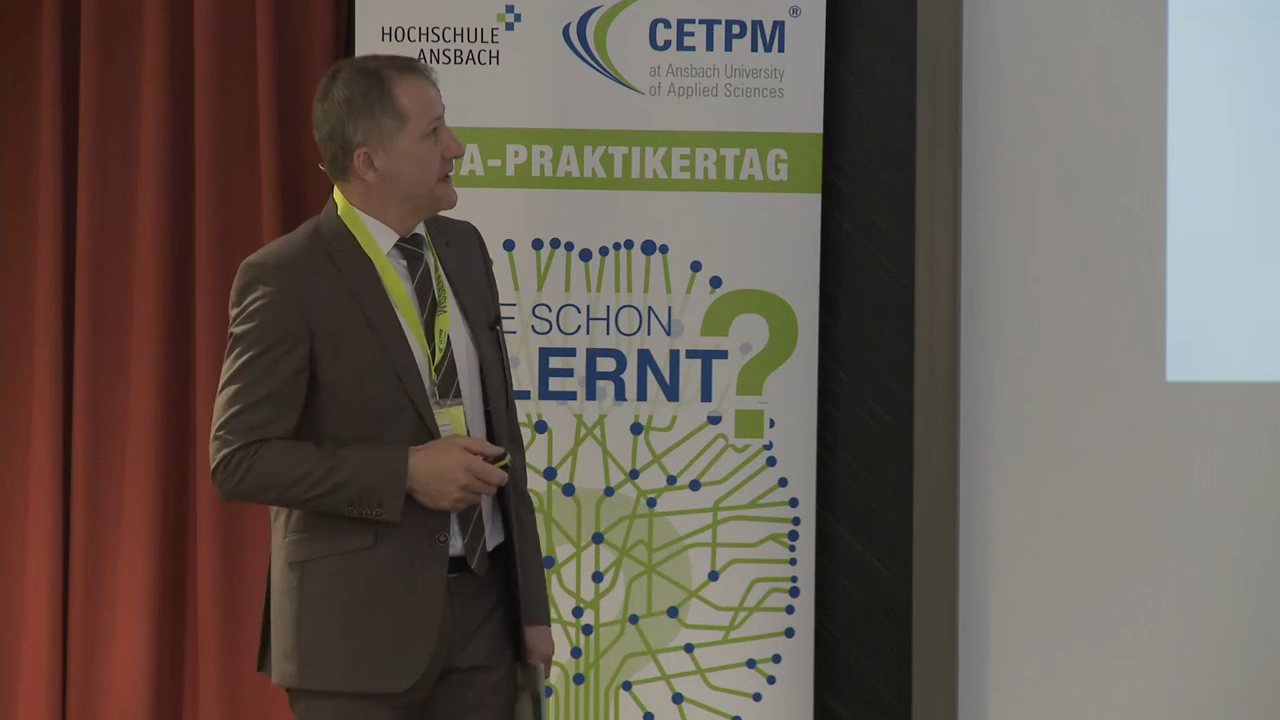 HOCHSCHULE
ANSBACH
CETPM®
at Ansbach University
of Applied Sciences
A-PRAKTIKERTAG
E SCHON
LERNT?